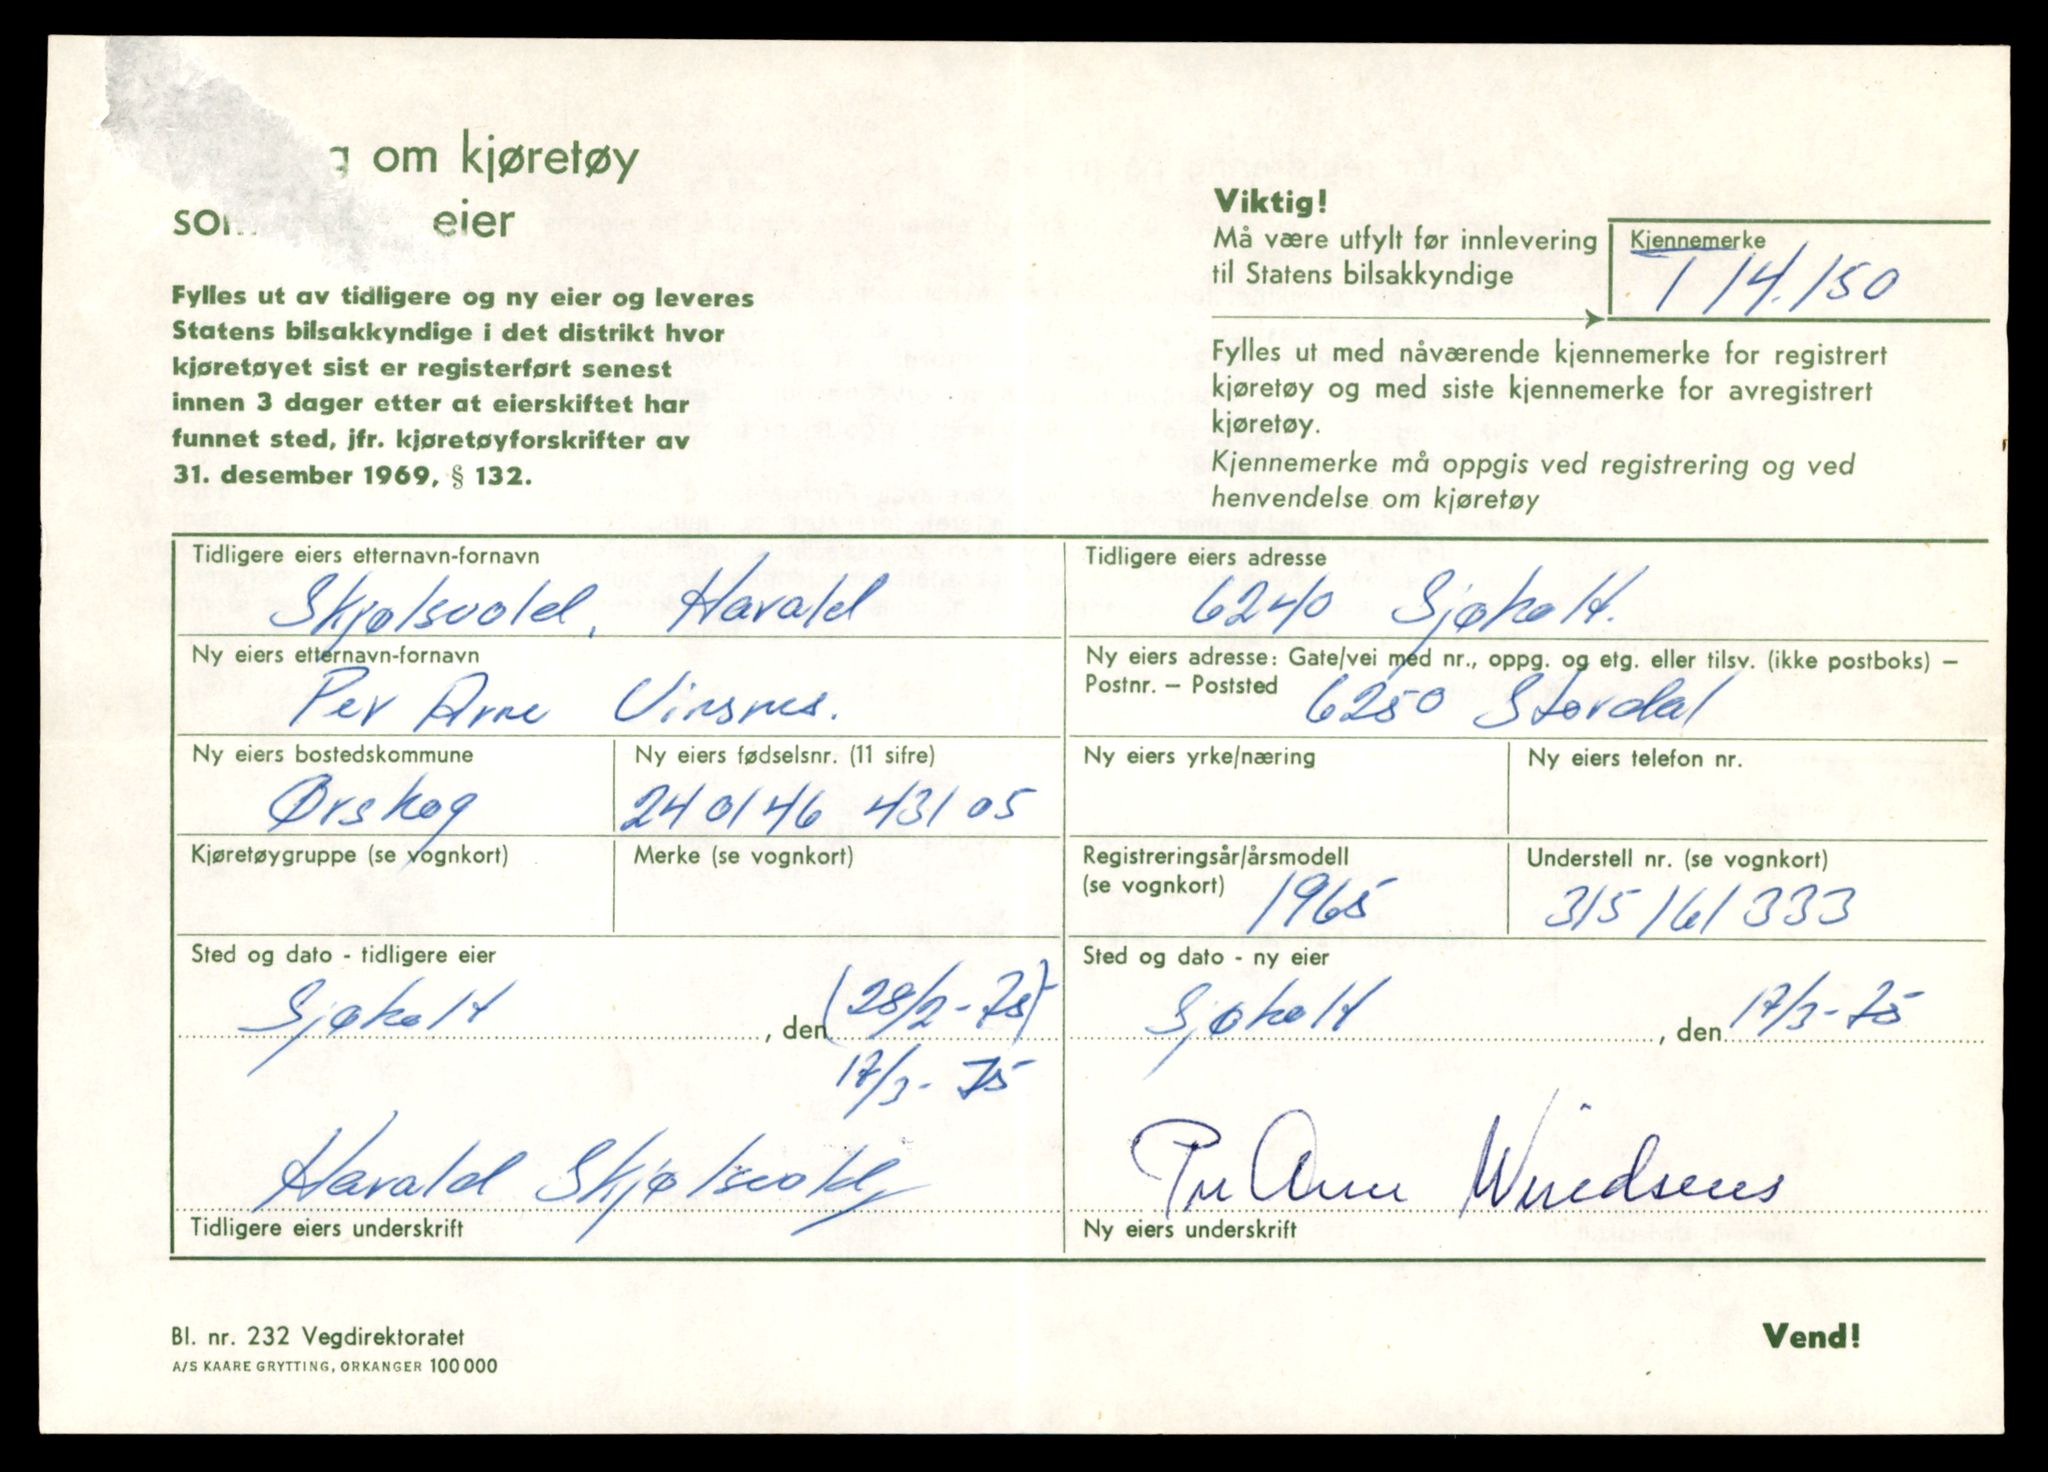 om kjøretøy
eier
Fylles ut av tidligere og ny eier og leveres
Statens bilsakkyndige i det distrikt hvor
kjøretøyet sist er registerført senest
innen 3 dager etter at eierskiftet har
funnet sted, jfr. kjøretøyforskrifter av
31. desember 1969, § 132.
Viktig!
Må være utfylt før innlevering
til Statens bilsakkyndige
Kjennemerke
T 14.150
Fylles ut med nåværende kjennemerke for registrert
kjøretøy og med siste kjennemerke for avregistrert
kjøretøy.
Kjennemerke må oppgis ved registrering og ved
henvendelse om kjøretøy
Tidligere eiers etternavn-fornavn
Skjølsvold, Harald
Tidligere eiers adresse
6240 Sjøholt.
Ny eiers etternavn-fornavn
Per Arne Vinsnes.
Ny eiers adresse: Gate/vei med nr., oppg. og etg. eller tilsv. (ikke postboks) –
Postnr. – Poststed 6250 Stordal
Ny eiers bostedskommune
Ørskog
Ny eiers fødselsnr. (11 sifre)
240146 43105
Ny eiers yrke/næring
Ny eiers telefon nr.
Kjøretøygruppe (se vognkort)
Merke (se vognkort)
Registreringsår/årsmodell
(se vognkort) 1965
Understell nr. (se vognkort)
315161333
Sted og dato - tidligere eier
Sjøholt, den (28/2-75)
17/3-75
Sted og dato - ny eier
Sjøholt, den 17/3-75
Harald Skjølsvold
Tidligere eiers underskrift
Per Arne
Ny eiers underskrift
Bl. nr. 232 Vegdirektoratet
A/S KAARE GRYTTING, ORKANGER 100 000
Vend!